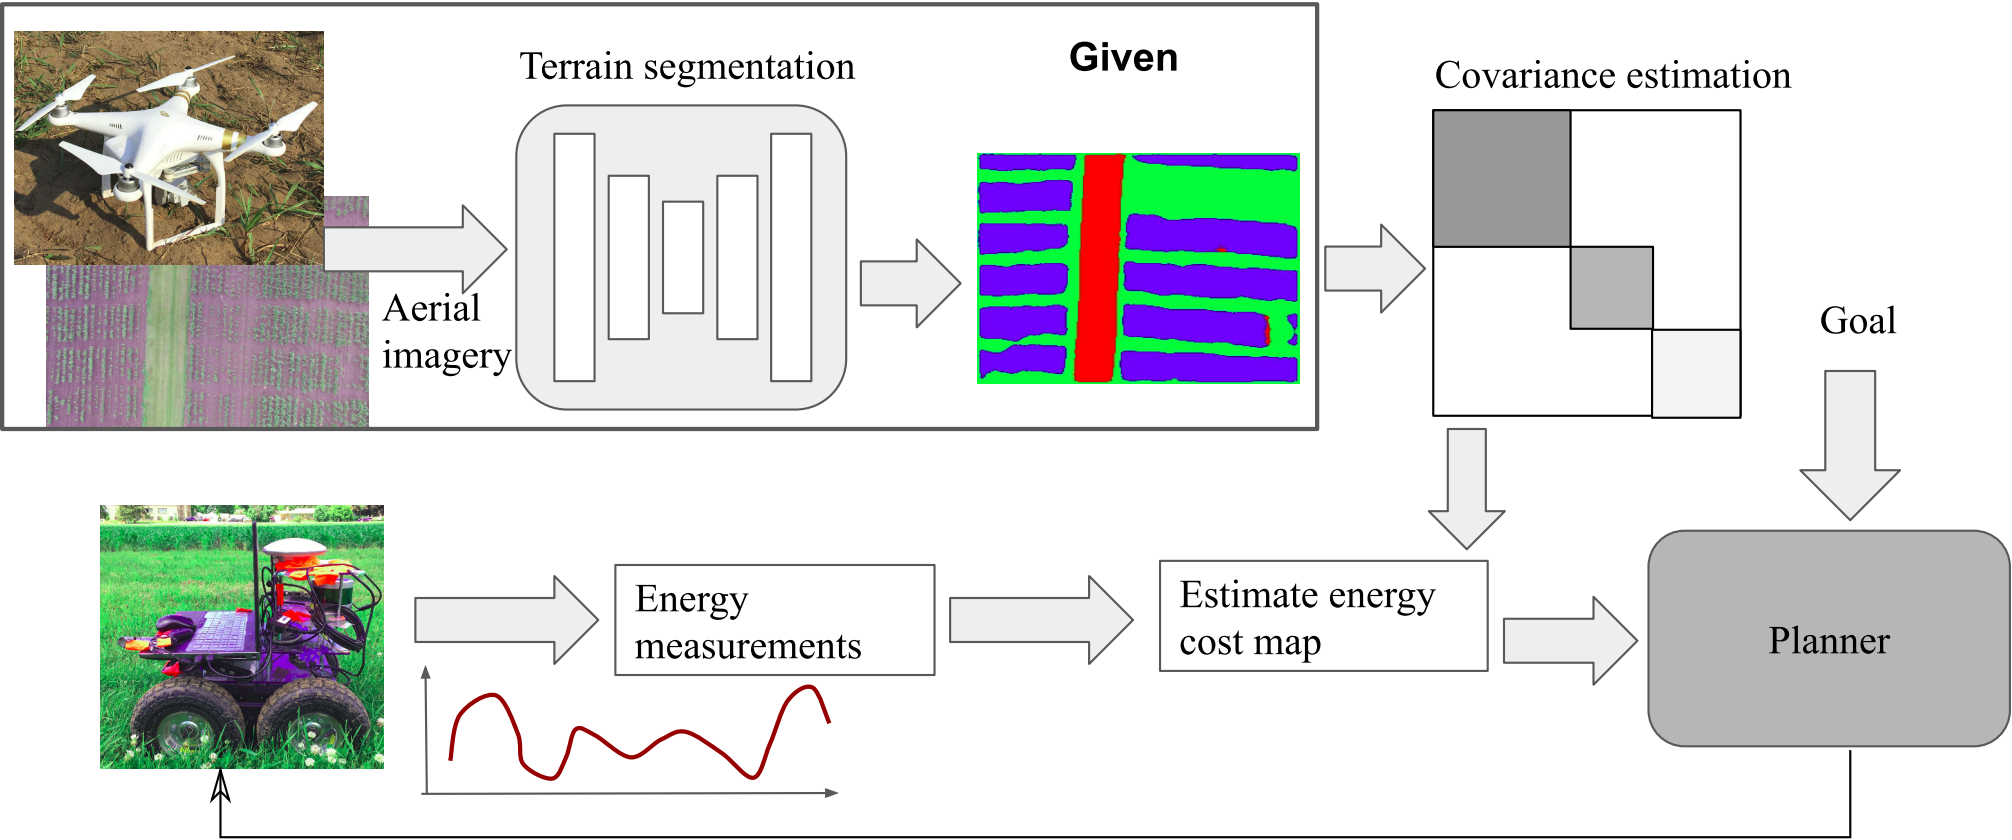 Terrain segmentation
Given
Covariance estimation
Aerial
imagery
Goal
Energy
measurements
Estimate energy
cost map
Planner